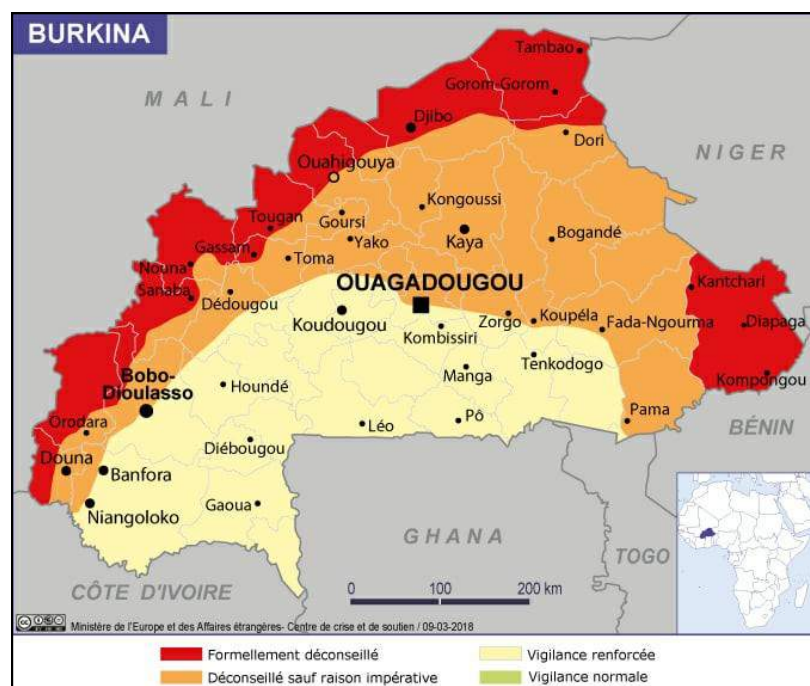 BURKINA
MALI
Tambao
Gorom-Gorom
Djibo
Dori
NIGER
Ouahigouya
Kongoussi
Tougan
Goursi
Yako
Kaya
Bogandé
Gassam
Toma
Nouna
Sanaba
Dédougou
OUAGADOUGOU
Kantchari
Koudougou
Zorgo
Koupéla
Fada-Ngourma
Diapaga
Kombissiri
Tenkodogo
Bobo-
Dioulasso
Houndé
Manga
Kompongou
Orodara
Léo
Pô
Pama
BÉNIN
Diébougou
Douna
Banfora
Niangoloko
Gaoua
GHANA
TOGO
CÔTE D'IVOIRE
0 100 200 km
Ministère de l'Europe et des Affaires étrangères- Centre de crise et de soutien / 09-03-2018
Formellement déconseillé
Vigilance renforcée
Déconseillé sauf raison impérative
Vigilance normale